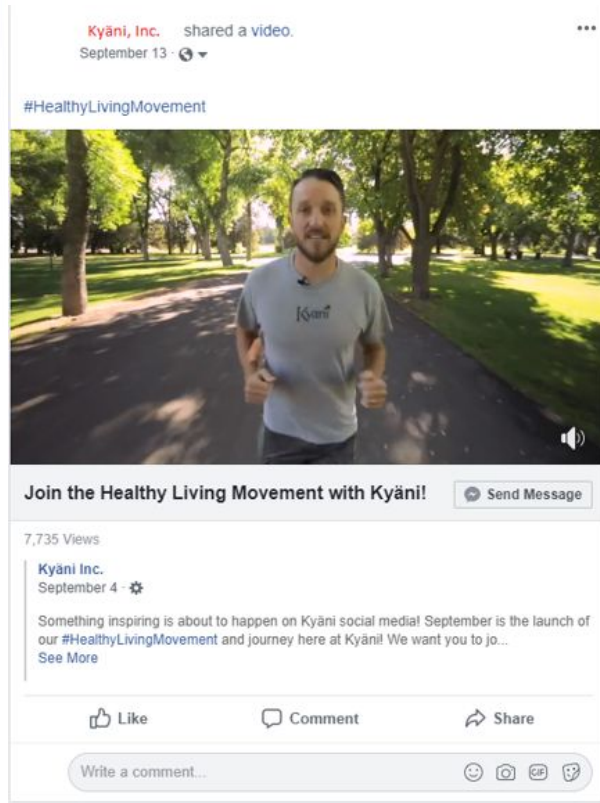 Kyäni, Inc. shared a video.
September 13 ·
#HealthyLivingMovement
Kyäni
Join the Healthy Living Movement with Kyäni!
Send Message
7,735 Views
Kyäni Inc.
September 4 ·
Something inspiring is about to happen on Kyäni social media! September is the launch of
our #HealthyLivingMovement and journey here at Kyäni! We want you to jo...
See More
Like
Comment
Share
Write a comment...
GIF